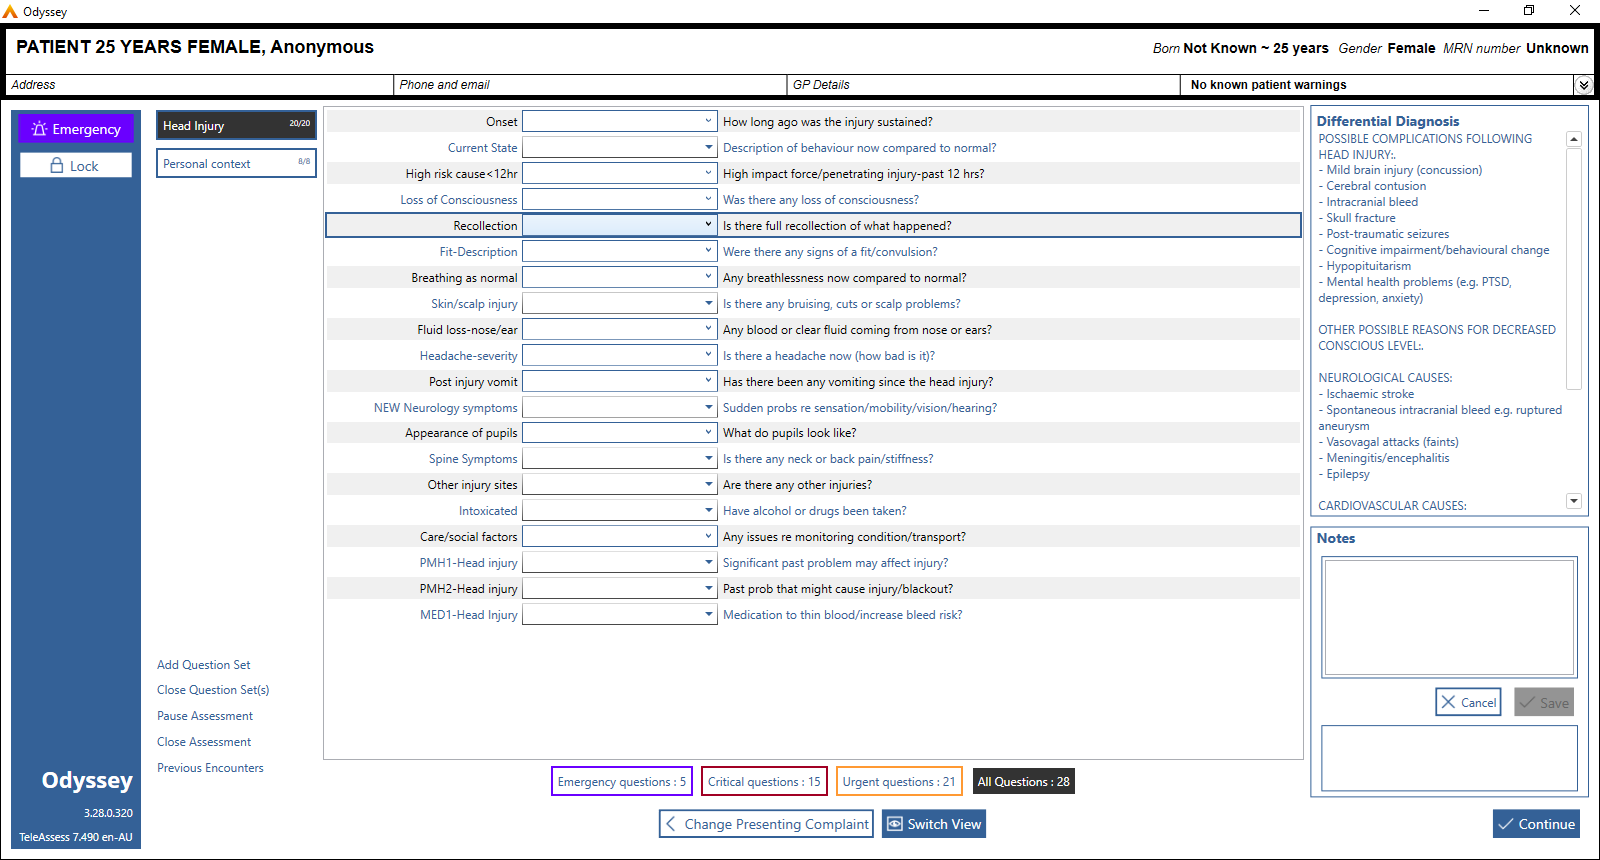 Odyssey
PATIENT 25 YEARS FEMALE, Anonymous
Born Not Known ~ 25 years Gender Female MRN number Unknown
Address
Phone and email
GP Details
No known patient warnings
Emergency
Lock
Head Injury 20/20
Personal context 8/8
Onset How long ago was the injury sustained?
Current State Description of behaviour now compared to normal?
High risk cause<12hr High impact force/penetrating injury-past 12 hrs?
Loss of Consciousness Was there any loss of consciousness?
Recollection Is there full recollection of what happened?
Fit-Description Were there any signs of a fit/convulsion?
Breathing as normal Any breathlessness now compared to normal?
Skin/scalp injury Is there any bruising, cuts or scalp problems?
Fluid loss-nose/ear Any blood or clear fluid coming from nose or ears?
Headache-severity Is there a headache now (how bad is it)?
Post injury vomit Has there been any vomiting since the head injury?
NEW Neurology symptoms Sudden probs re sensation/mobility/vision/hearing?
Appearance of pupils What do pupils look like?
Spine Symptoms Is there any neck or back pain/stiffness?
Other injury sites Are there any other injuries?
Intoxicated Have alcohol or drugs been taken?
Care/social factors Any issues re monitoring condition/transport?
PMH1-Head injury Significant past problem may affect injury?
PMH2-Head injury Past prob that might cause injury/blackout?
MED1-Head Injury Medication to thin blood/increase bleed risk?
Add Question Set
Close Question Set(s)
Pause Assessment
Close Assessment
Previous Encounters
Odyssey
3.28.0.320
TeleAssess 7.490 en-AU
Emergency questions : 5
Critical questions : 15
Urgent questions : 21
All Questions : 28
Change Presenting Complaint
Switch View
Differential Diagnosis
POSSIBLE COMPLICATIONS FOLLOWING
HEAD INJURY:.
- Mild brain injury (concussion)
- Cerebral contusion
- Intracranial bleed
- Skull fracture
- Post-traumatic seizures
- Cognitive impairment/behavioural change
- Hypopituitarism
- Mental health problems (e.g. PTSD,
depression, anxiety)
OTHER POSSIBLE REASONS FOR DECREASED
CONSCIOUS LEVEL:.
NEUROLOGICAL CAUSES:
- Ischaemic stroke
- Spontaneous intracranial bleed e.g. ruptured
aneurysm
- Vasovagal attacks (faints)
- Meningitis/encephalitis
- Epilepsy
CARDIOVASCULAR CAUSES:
Notes
Cancel
Save
Continue